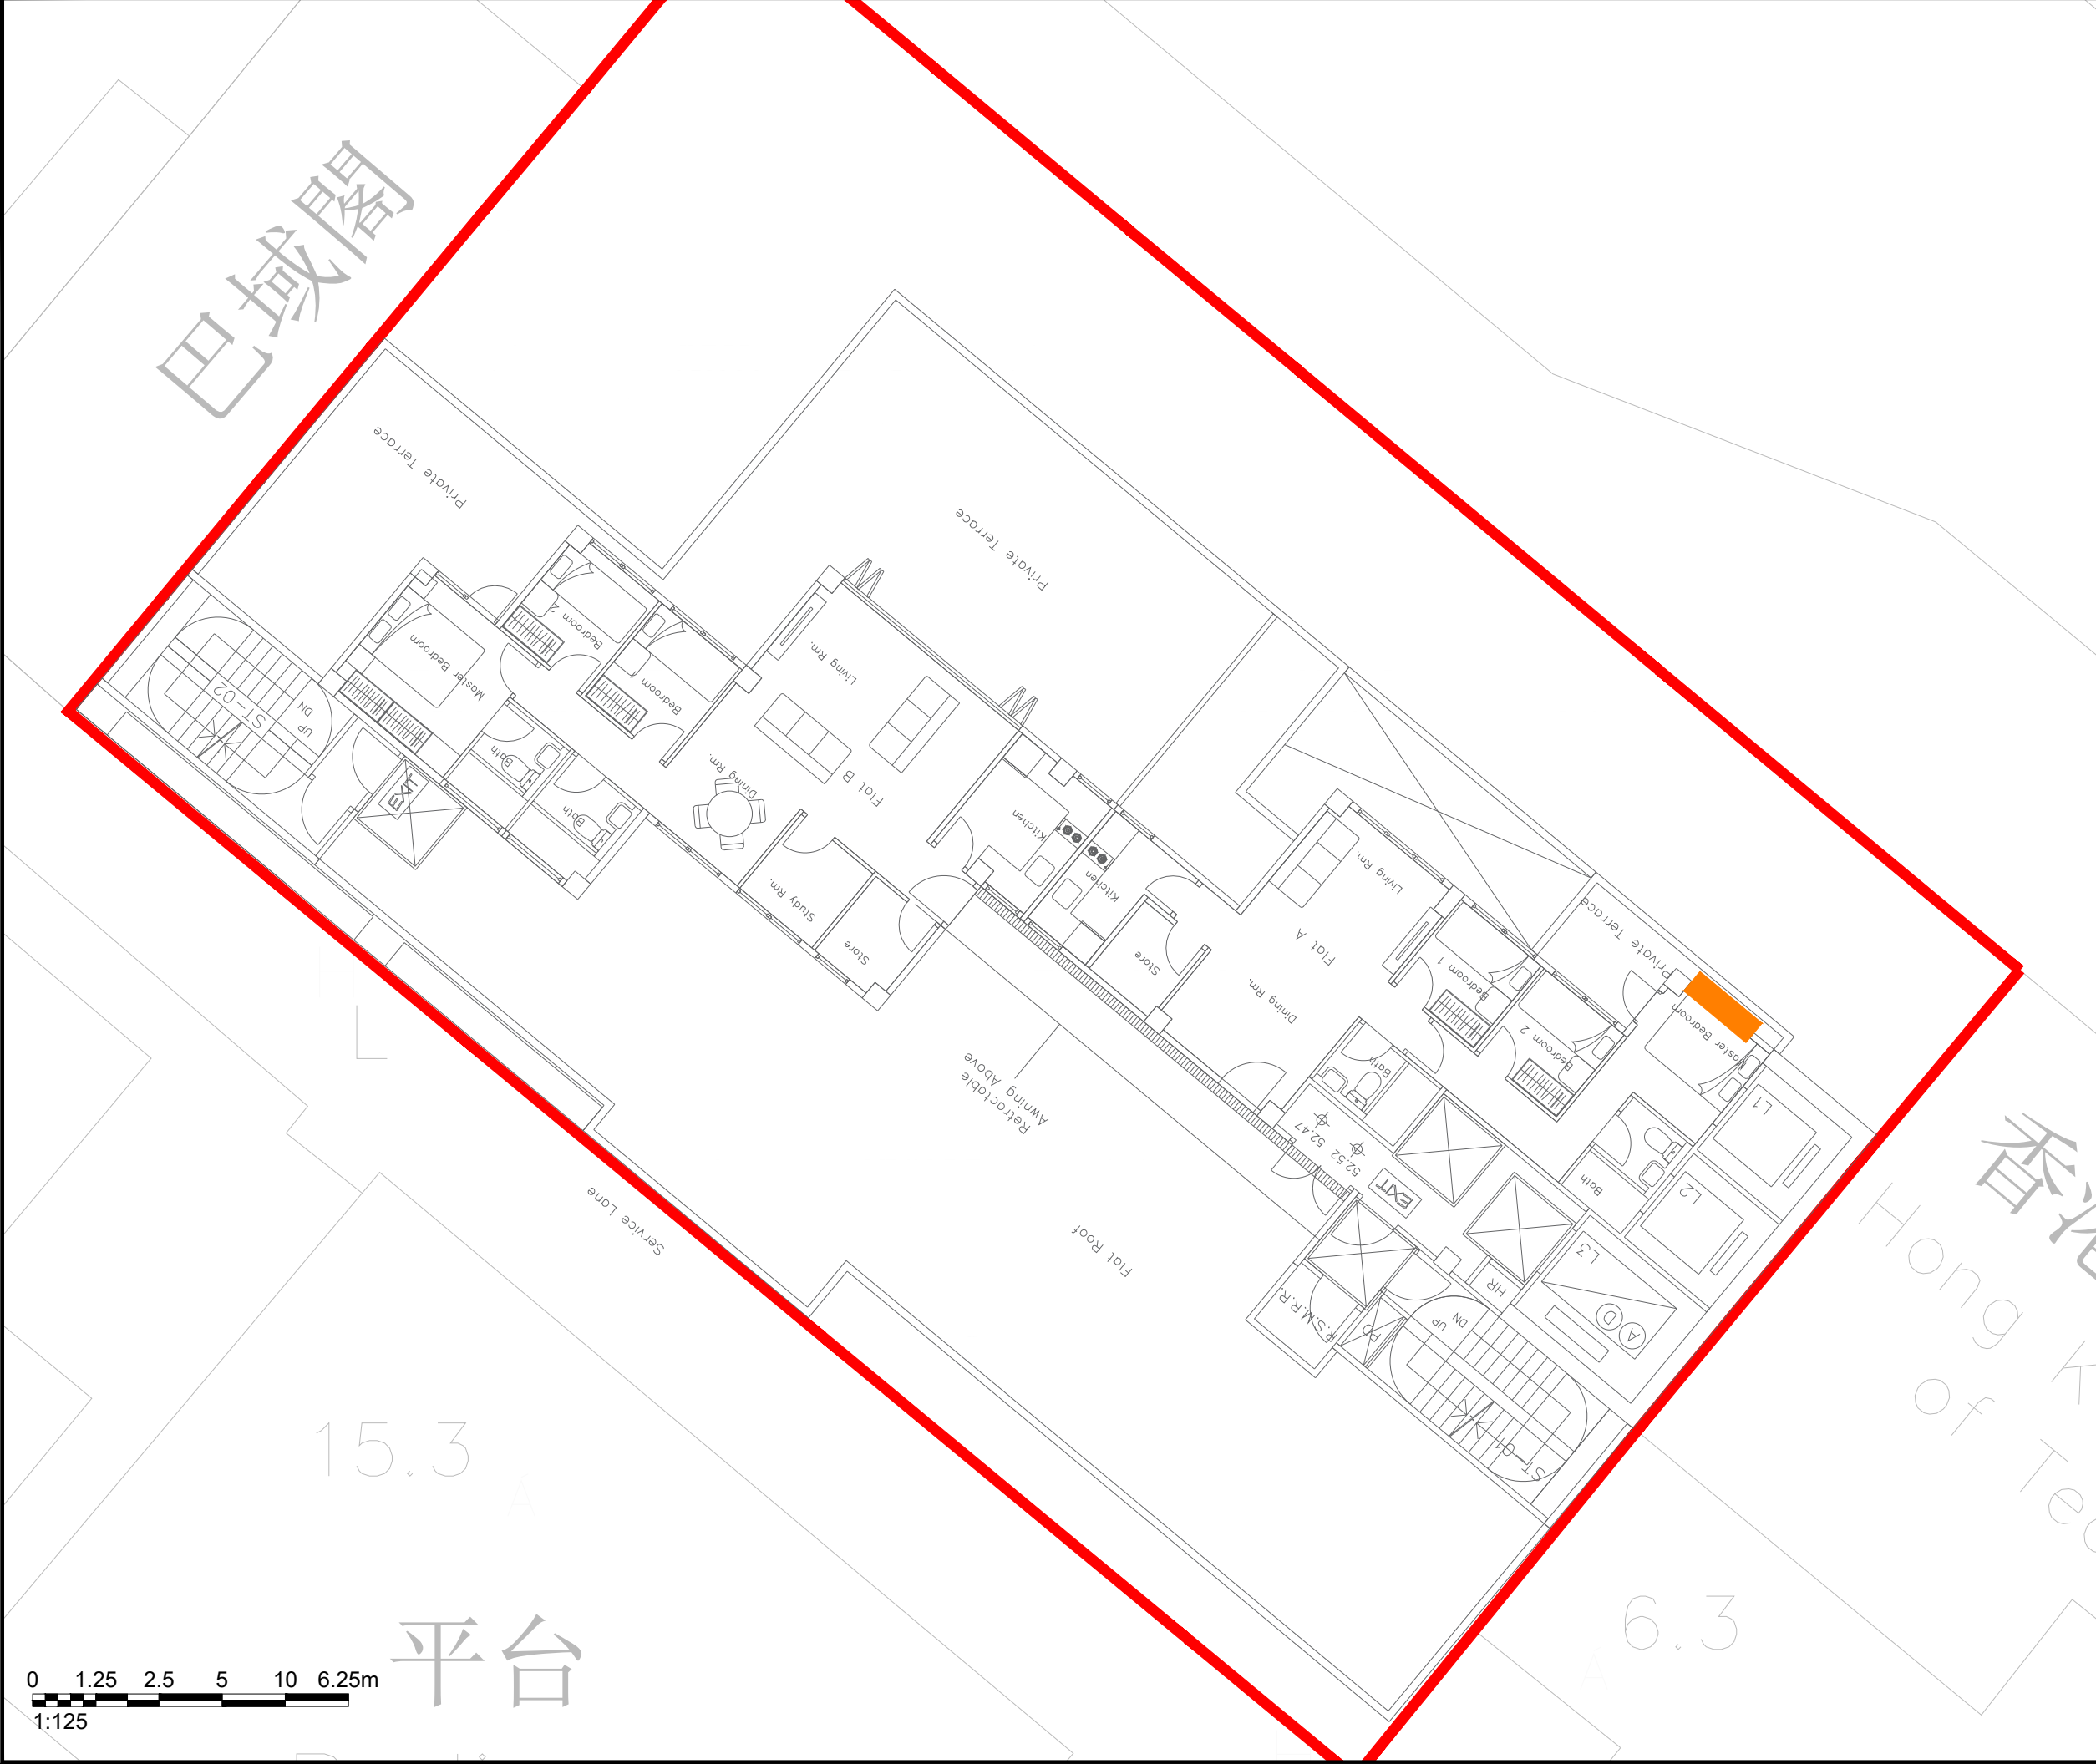 巴域閣
Private Terrace
Private Terrace
Master
Bedroom
Bedroom
2
Bedroom
1
Living Rm.
Dining Rm.
Flat B
Kitchen
Kitchen
Bath
Bath
Study Rm.
Store
Store
ST-02
DN
UP
EXIT
Living Rm.
Flat A
Dining Rm.
Private Terrace
Bedroom
1
Bedroom
2
Master
Bedroom
Bath
Bath
52.47
52.52
EXIT
L1
L2
L3
HR
A
D
R.S.M.R.R.
PD
UP
DN
ST-01
Retractable
Awning Above
Flat Roof
Service Lane
香港
Hong K
for Tea
15.3
6.3
平台
0 1.25 2.5 5 10 6.25m
1:125